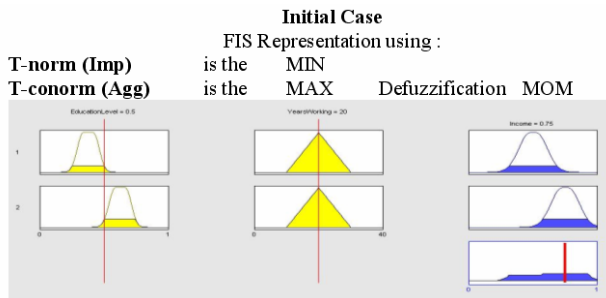 Initial Case
FIS Representation using :
T-norm (Imp) is the MIN
T-conorm (Agg) is the MAX Defuzzification MOM
EducationLevel = 0.5 YearsWorking = 20 Income = 0.75
1
2
0 1 0 40
0 1